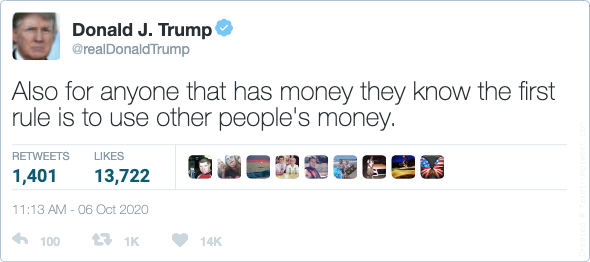 Donald J. Trump
@realDonaldTrump
Also for anyone that has money they know the first
rule is to use other people's money.
RETWEETS LIKES
1,401 13,722
11:13 AM - 06 Oct 2020
100 1K 14K